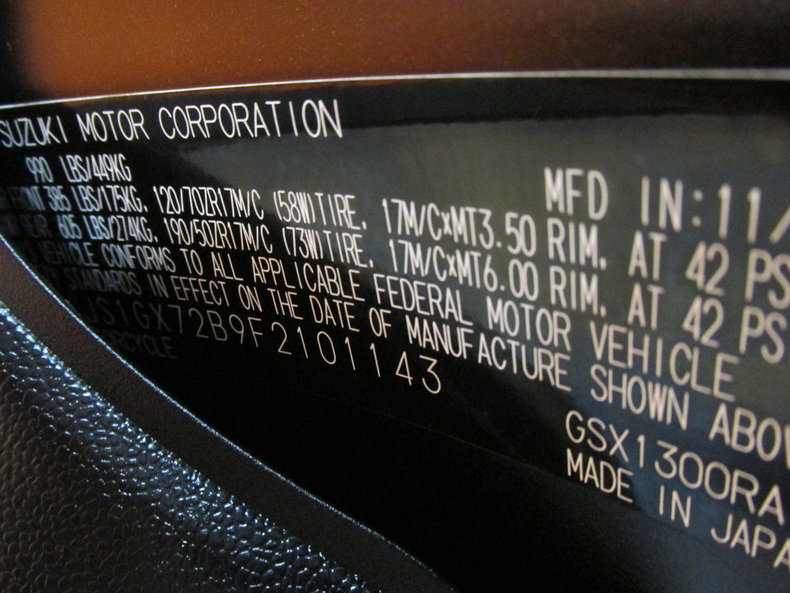 SUZUKI MOTOR CORPORATION
990 LBS/449KG
MFD IN:11/
385 LBS/175KG. 120/70ZR17M/C (58W)TIRE. 17M/CxMT3.50 RIM. AT 42 PS
605 LBS/274KG. 190/50ZR17M/C (73W)TIRE. 17M/CxMT6.00 RIM. AT 42 PS
VEHICLE CONFORMS TO ALL APPLICABLE FEDERAL MOTOR VEHICLE
STANDARDS IN EFFECT ON THE DATE OF MANUFACTURE SHOWN ABOV
JS1GX72B9F2101143
GSX1300RA
MADE IN JAPA